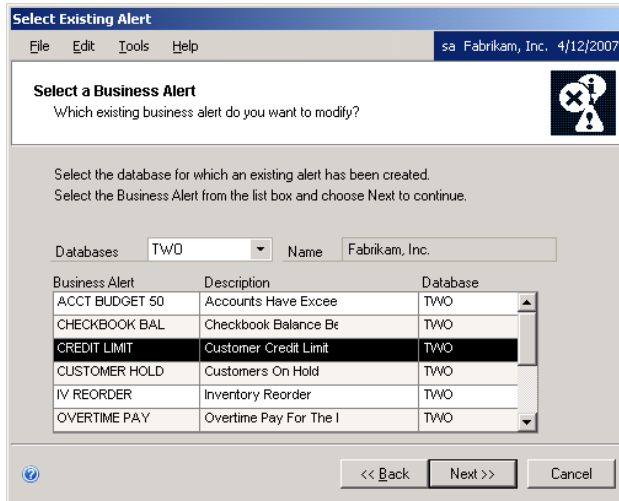 Select Existing Alert
File Edit Tools Help sa Fabrikam, Inc. 4/12/2007
Select a Business Alert
Which existing business alert do you want to modify?
Select the database for which an existing alert has been created.
Select the Business Alert from the list box and choose Next to continue.
Databases TWO Name Fabrikam, Inc.
Business Alert Description Database
ACCT BUDGET 50 Accounts Have Excee TWO
CHECKBOOK BAL Checkbook Balance Be TWO
CREDIT LIMIT Customer Credit Limit TWO
CUSTOMER HOLD Customers On Hold TWO
IV REORDER Inventory Reorder TWO
OVERTIME PAY Overtime Pay For The TWO
<< Back Next >> Cancel